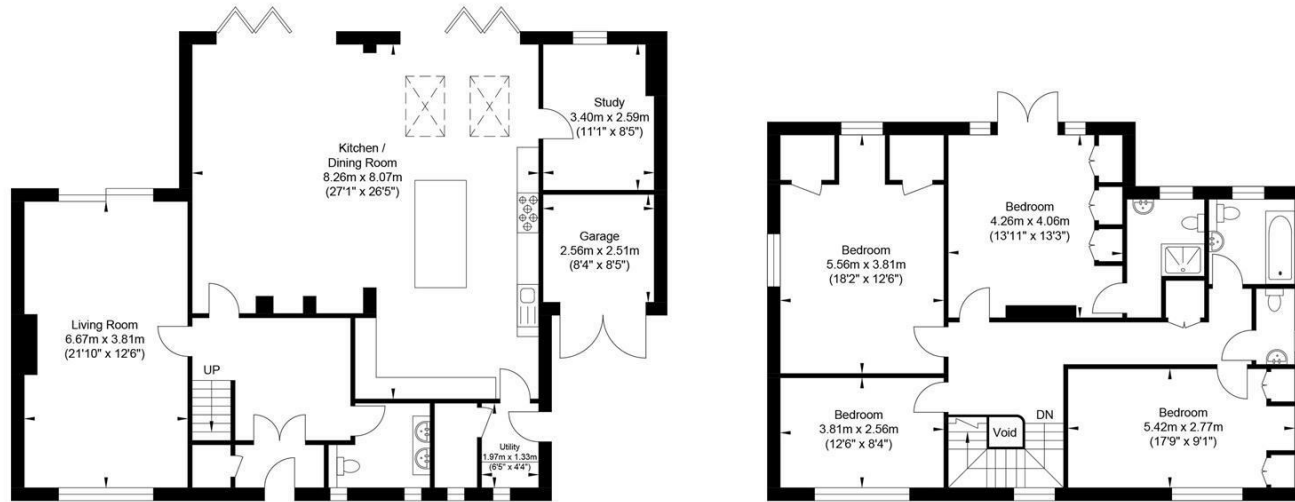 Kitchen /
Dining Room
8.26m x 8.07m
(27'1" x 26'5")
Study
3.40m x 2.59m
(11'1" x 8'5")
Garage
2.56m x 2.51m
(8'4" x 8'5")
Living Room
6.67m x 3.81m
(21'10" x 12'6")
UP
Utility
1.97m x 1.33m
(6'5" x 4'4")
Bedroom
4.26m x 4.06m
(13'11" x 13'3")
Bedroom
5.56m x 3.81m
(18'2" x 12'6")
Bedroom
3.81m x 2.56m
(12'6" x 8'4")
Void
DN
Bedroom
5.42m x 2.77m
(17'9" x 9'1")